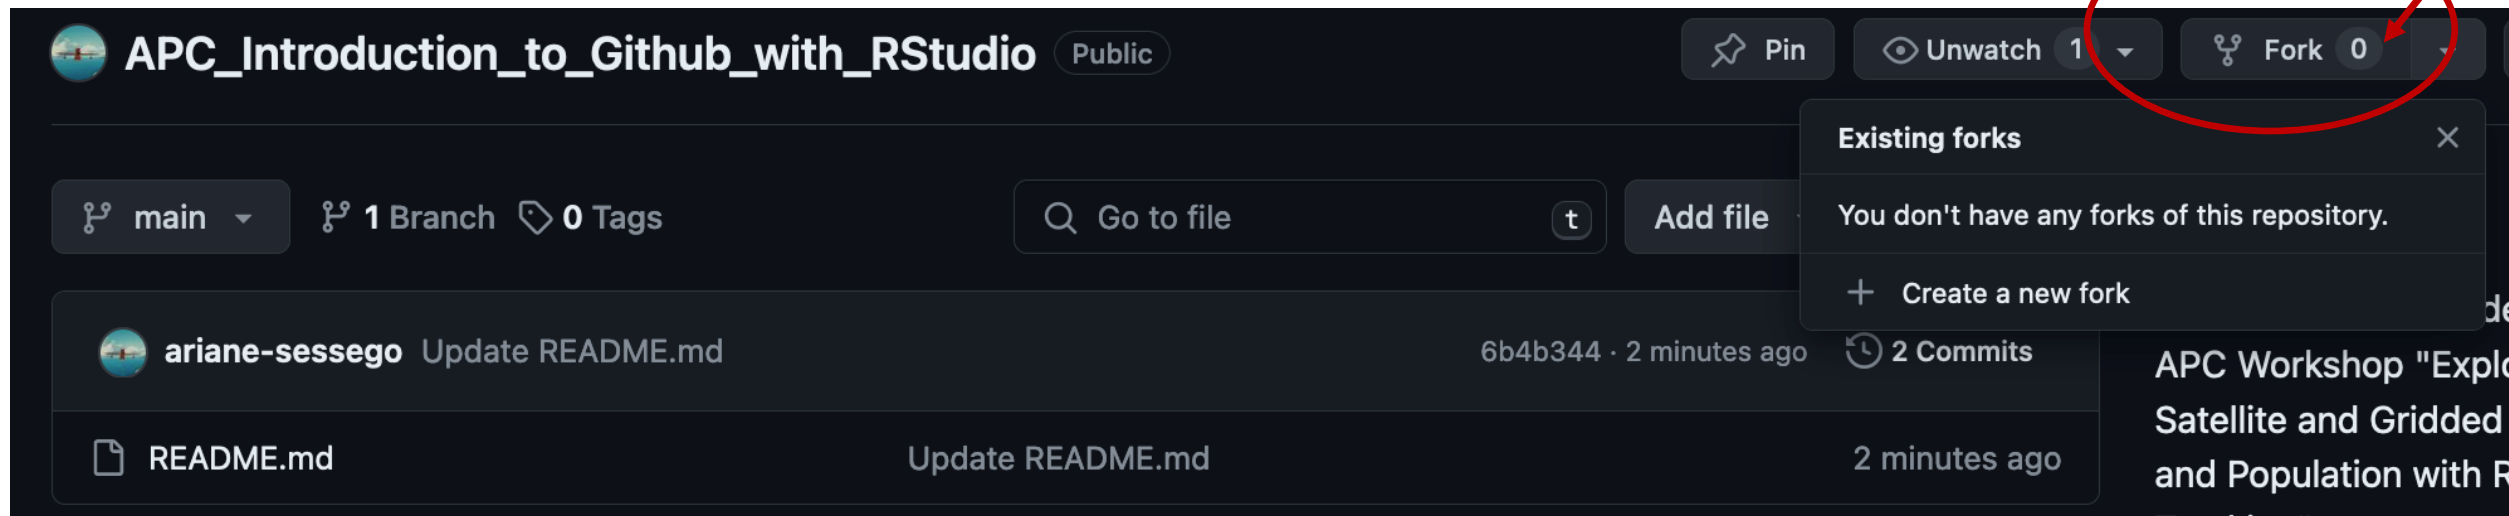 APC_Introduction_to_Github_with_RStudio Public Pin Unwatch 1 Fork 0
Existing forks
main 1 Branch 0 Tags Go to file t Add file
You don't have any forks of this repository.
Create a new fork
ariane-sessego Update README.md 6b4b344 · 2 minutes ago 2 Commits
APC Workshop "Explo
README.md Update README.md 2 minutes ago
Satellite and Gridded
and Population with R